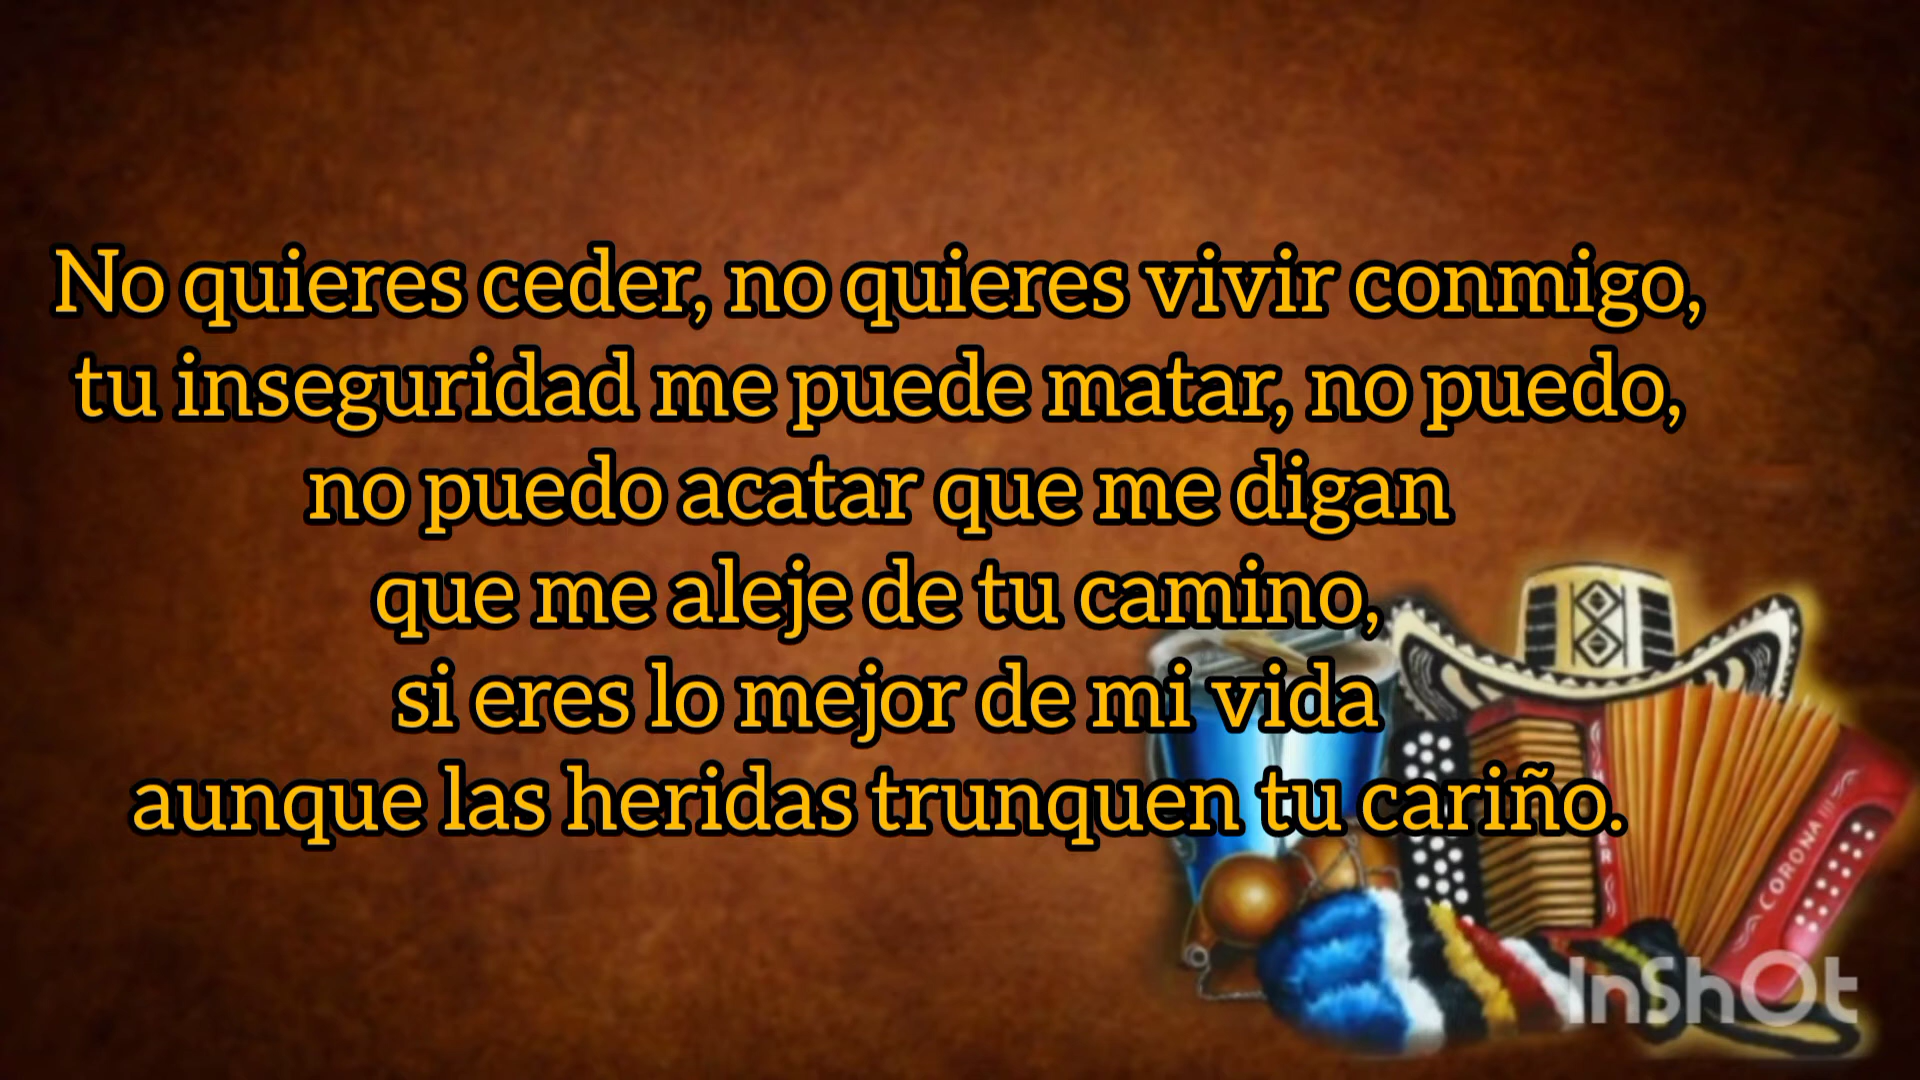 No quieres ceder, no quieres vivir conmigo,
tu inseguridad me puede matar, no puedo,
no puedo acatar que me digan
que me aleje de tu camino,
si eres lo mejor de mi vida
aunque las heridas trunquen tu cariño.
CORONA III
InShOt